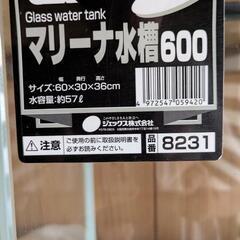 Glass water tank
マリーナ水槽600
幅 奥行 高さ
サイズ:60×30×36cm
水容量:約57ℓ
4972547059420
ジェックス株式会社
注意 ご使用の前に取扱説明書を必ずお読みください
品番 8231